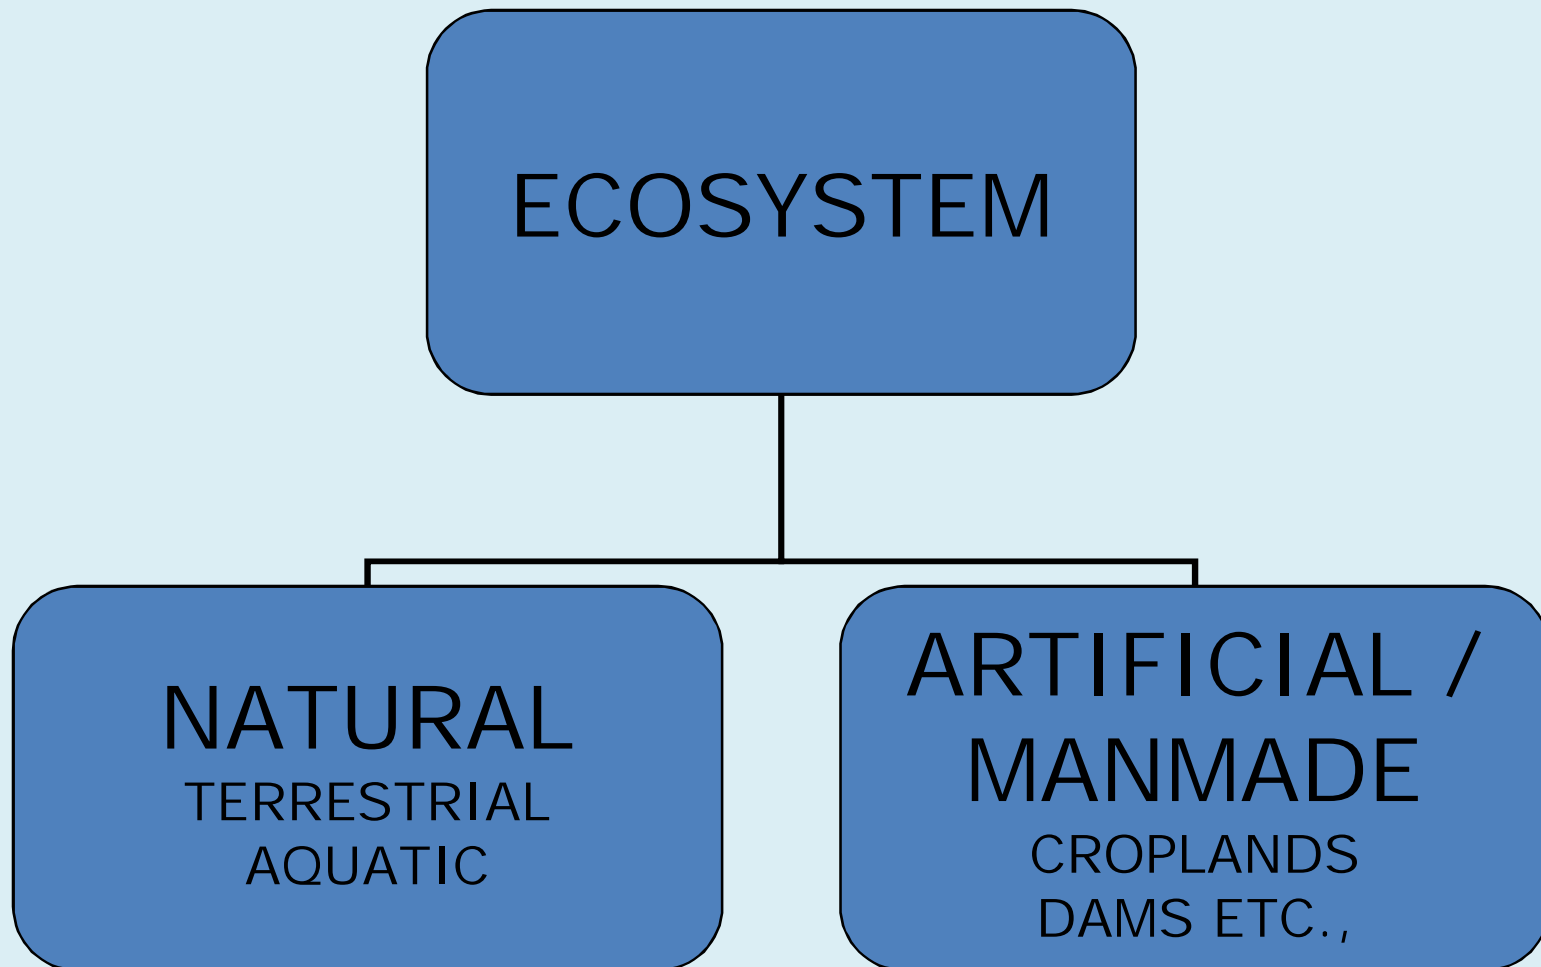 ECOSYSTEM
NATURAL
TERRESTRIAL
AQUATIC
ARTIFICIAL /
MANMADE
CROPLANDS
DAMS ETC.,